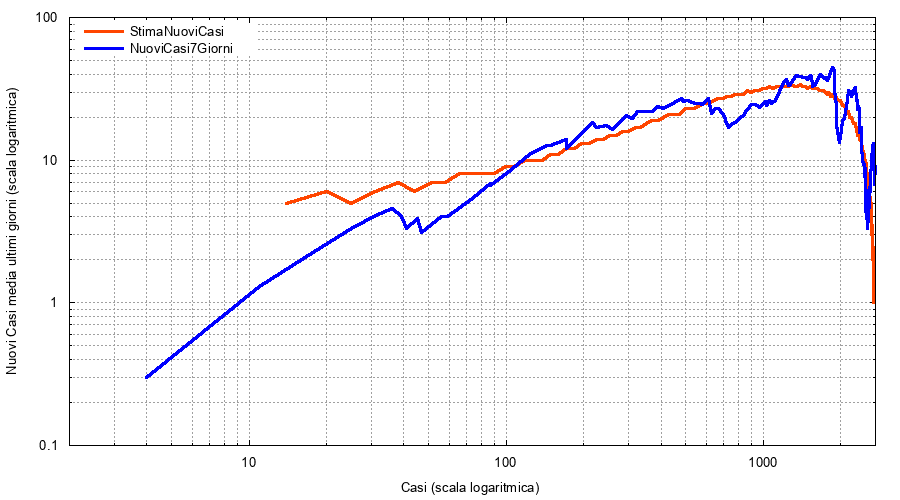 100
StimaNuoviCasi
NuoviCasi7Giorni
10
1
0.1
Nuovi Casi media ultimi giorni (scala logaritmica)
10
100
1000
Casi (scala logaritmica)